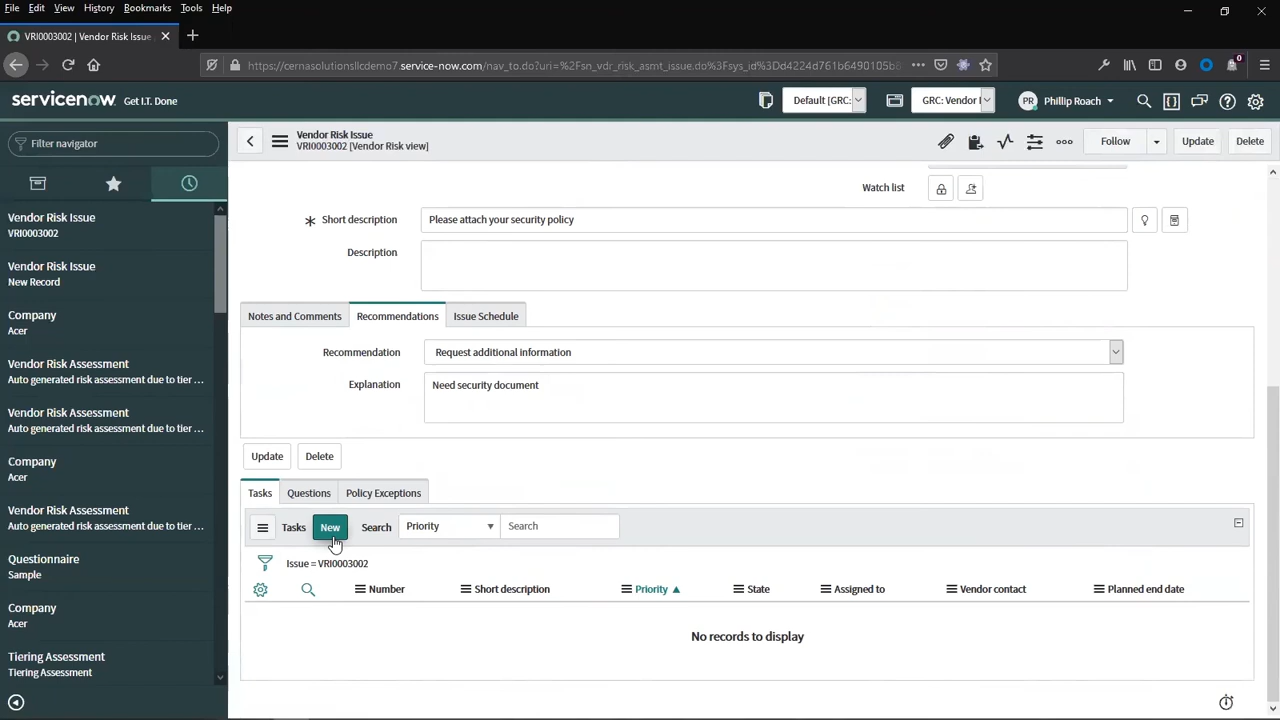 File Edit View History Bookmarks Tools Help
VRI0003002 | Vendor Risk Issue
https://cernasolutionsllcdemo7.service-now.com/nav_to.do?uri=%2Fsn_vdr_risk_asmt_issue.do%3Fsys_id%3Dd4224d761b6490105b8
servicenow Get I.T. Done
Default [GRC: GRC: Vendor PR Phillip Roach
Filter navigator
Vendor Risk Issue
VRI0003002
Vendor Risk Issue
New Record
Company
Acer
Vendor Risk Assessment
Auto generated risk assessment due to tier ...
Vendor Risk Assessment
Auto generated risk assessment due to tier ...
Company
Acer
Vendor Risk Assessment
Auto generated risk assessment due to tier ...
Questionnaire
Sample
Company
Acer
Tiering Assessment
Tiering Assessment
Vendor Risk Issue
VRI0003002 [Vendor Risk view]
Follow Update Delete
Watch list
Short description Please attach your security policy
Description
Notes and Comments Recommendations Issue Schedule
Recommendation Request additional information
Explanation Need security document
Update Delete
Tasks Questions Policy Exceptions
Tasks New Search Priority Search
Issue = VRI0003002
Number Short description Priority State Assigned to Vendor contact Planned end date
No records to display